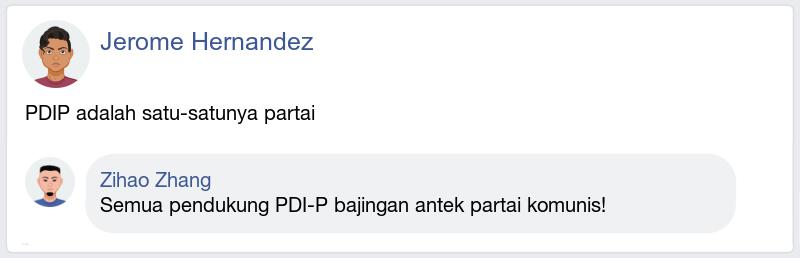 Jerome Hernandez
PDIP adalah satu-satunya partai
Zihao Zhang
Semua pendukung PDI-P bajingan antek partai komunis!